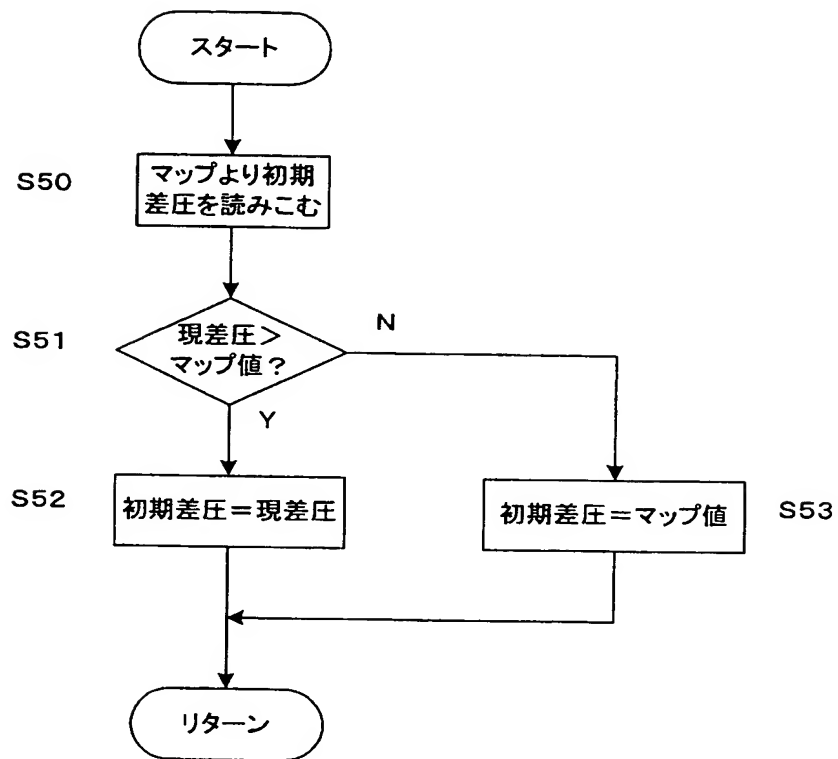 スタート
S50
マップより初期
差圧を読みこむ
S51
現差圧＞
マップ値？
N
Y
S52
初期差圧＝現差圧
初期差圧＝マップ値
S53
リターン